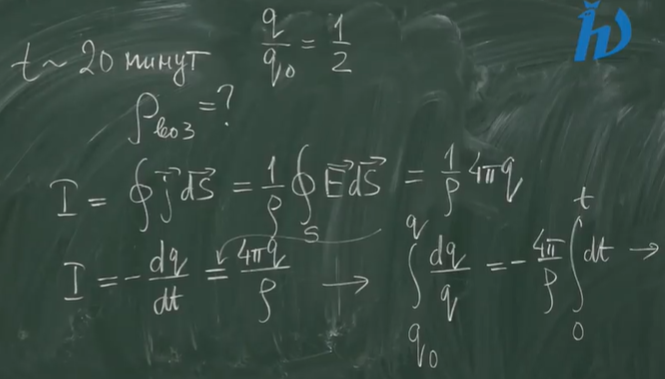 t ~ 20 минут q/q₀ = 1/2
ρ_воз = ?
I = ∮ j⃗ dS⃗ = 1/ρ ∮_S E⃗ dS⃗ = 1/ρ 4πq
I = - dq/dt = 4πq/ρ → ∫_{q₀}^{q} dq/q = - 4π/ρ ∫_0^t dt →